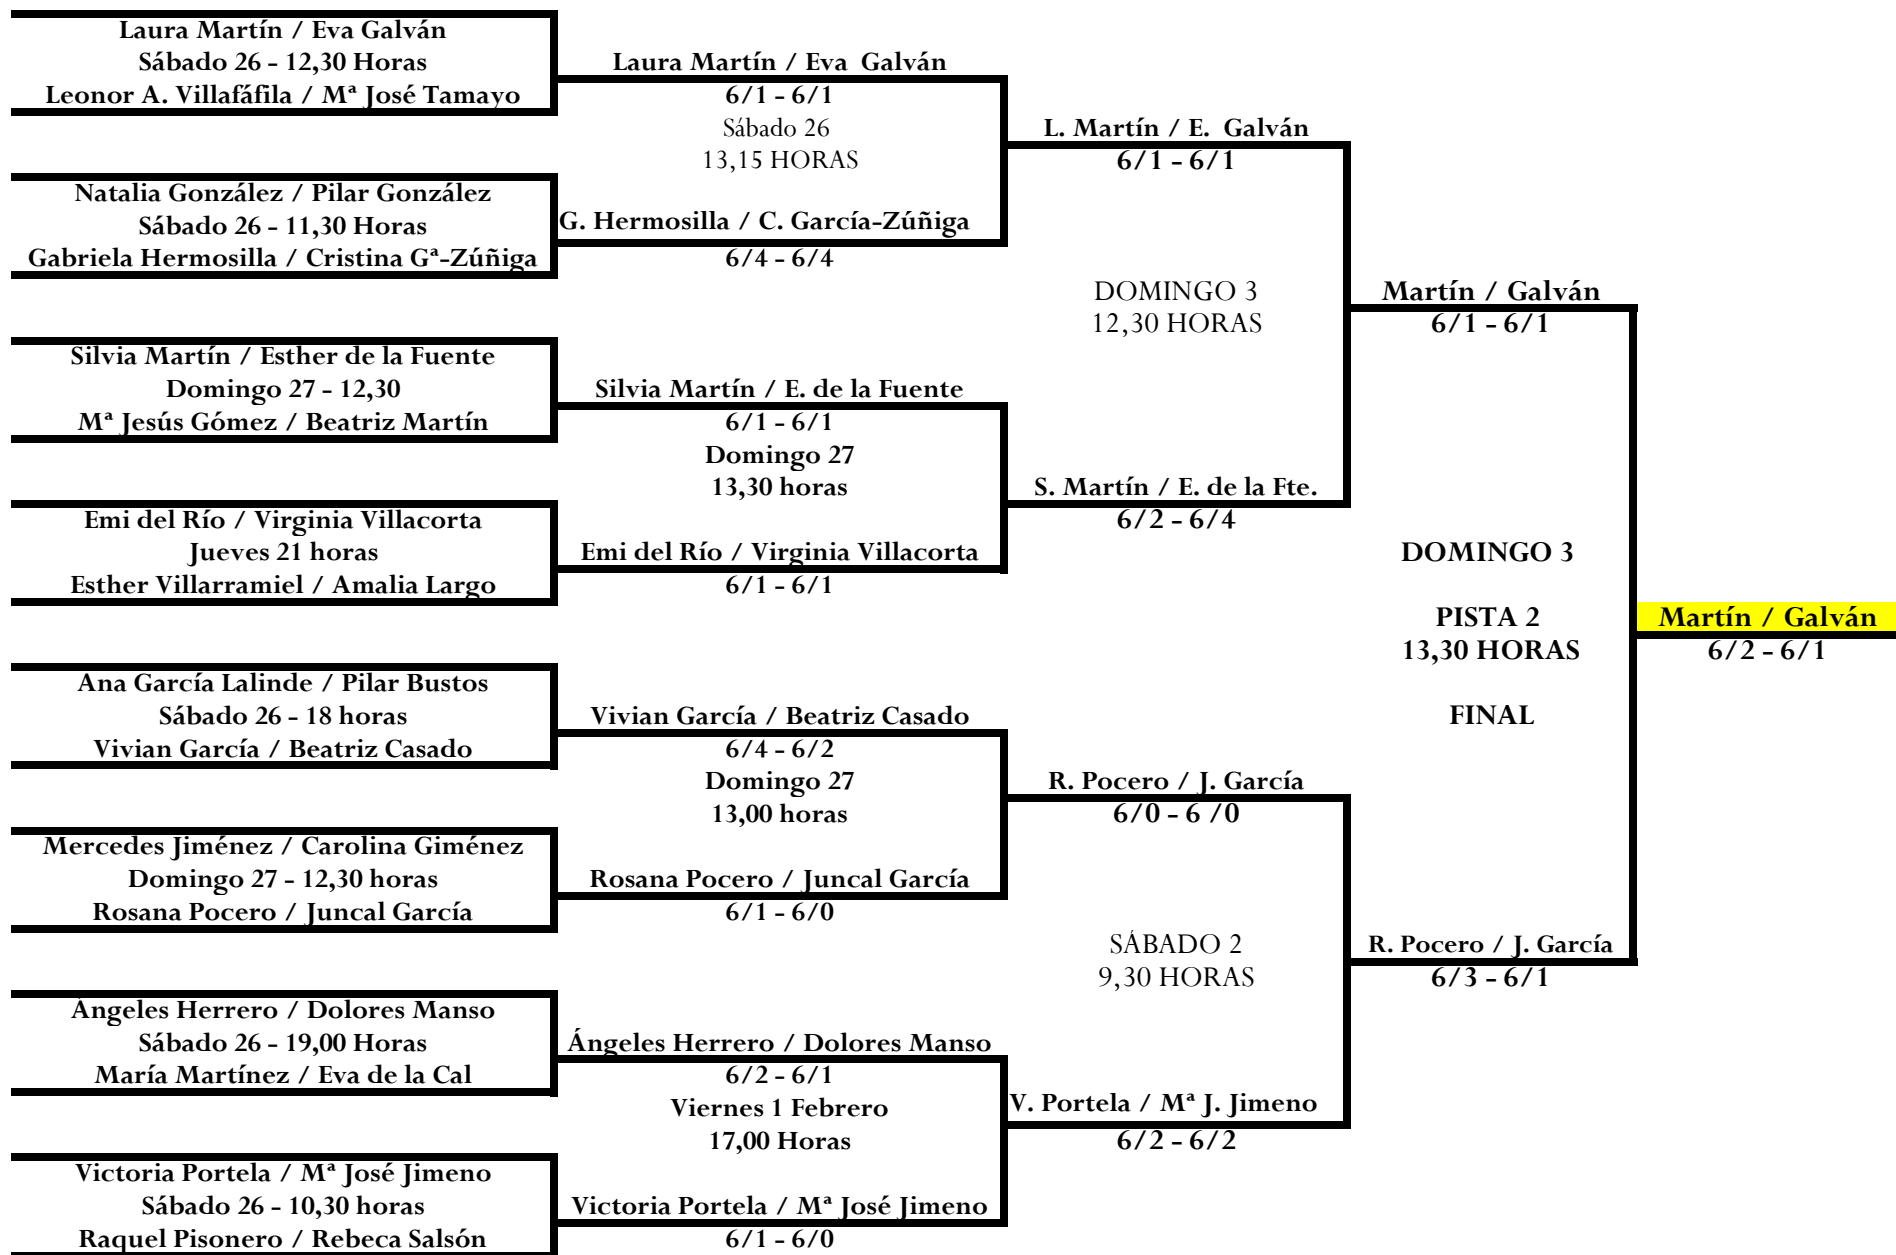 Laura Martín / Eva Galván
Sábado 26 - 12,30 Horas
Leonor A. Villafáfila / Mª José Tamayo
Natalia González / Pilar González
Sábado 26 - 11,30 Horas
Gabriela Hermosilla / Cristina Gª-Zúñiga
Silvia Martín / Esther de la Fuente
Domingo 27 - 12,30
Mª Jesús Gómez / Beatriz Martín
Emi del Río / Virginia Villacorta
Jueves 21 horas
Esther Villarramiel / Amalia Largo
Ana García Lalinde / Pilar Bustos
Sábado 26 - 18 horas
Vivian García / Beatriz Casado
Mercedes Jiménez / Carolina Giménez
Domingo 27 - 12,30 horas
Rosana Pocero / Juncal García
Ángeles Herrero / Dolores Manso
Sábado 26 - 19,00 Horas
María Martínez / Eva de la Cal
Victoria Portela / Mª José Jimeno
Sábado 26 - 10,30 horas
Raquel Pisonero / Rebeca Salsón
Laura Martín / Eva Galván
6/1 - 6/1
Sábado 26
13,15 HORAS
G. Hermosilla / C. García-Zúñiga
6/4 - 6/4
Silvia Martín / E. de la Fuente
6/1 - 6/1
Domingo 27
13,30 horas
Emi del Río / Virginia Villacorta
6/1 - 6/1
Vivian García / Beatriz Casado
6/4 - 6/2
Domingo 27
13,00 horas
Rosana Pocero / Juncal García
6/1 - 6/0
Ángeles Herrero / Dolores Manso
6/2 - 6/1
Viernes 1 Febrero
17,00 Horas
Victoria Portela / Mª José Jimeno
6/1 - 6/0
L. Martín / E. Galván
6/1 - 6/1
DOMINGO 3
12,30 HORAS
S. Martín / E. de la Fte.
6/2 - 6/4
R. Pocero / J. García
6/0 - 6 /0
SÁBADO 2
9,30 HORAS
V. Portela / Mª J. Jimeno
6/2 - 6/2
Martín / Galván
6/1 - 6/1
DOMINGO 3
PISTA 2
13,30 HORAS
FINAL
R. Pocero / J. García
6/3 - 6/1
Martín / Galván
6/2 - 6/1